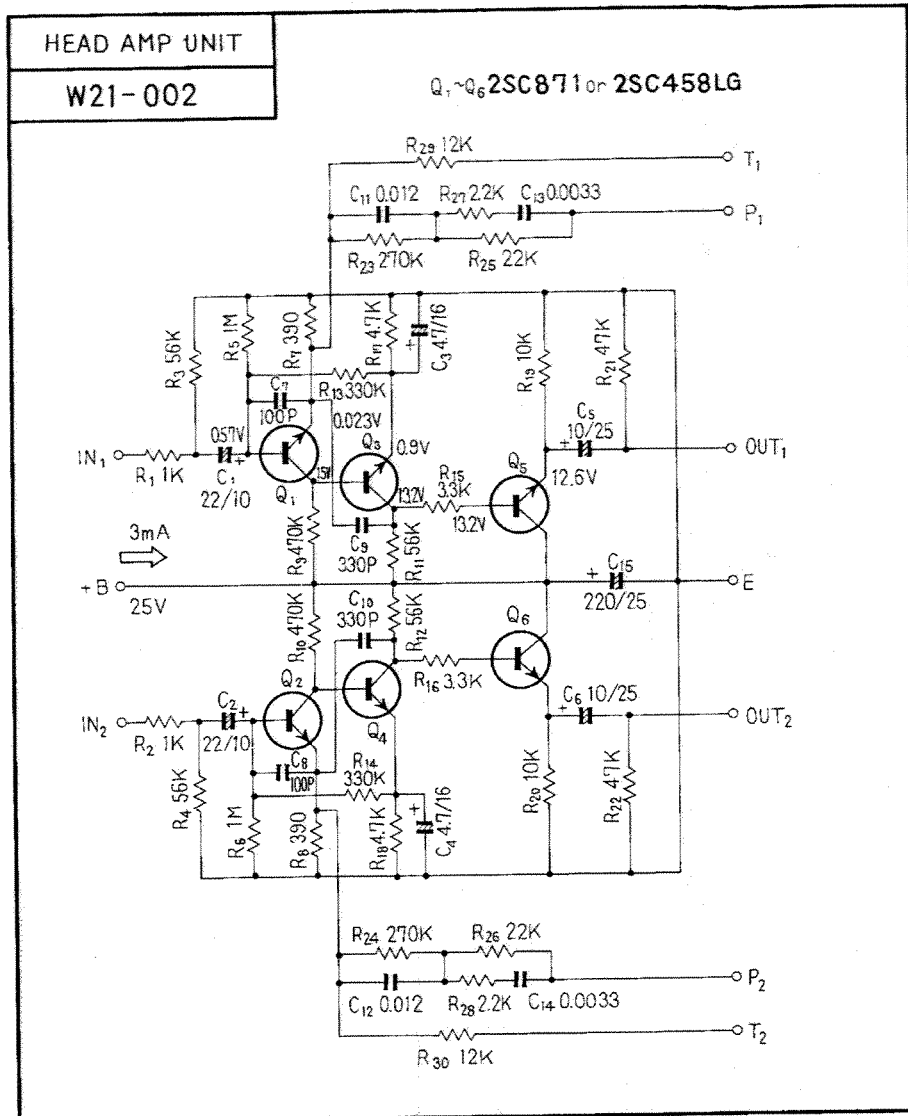 HEAD AMP UNIT
W21-002
Q₁~Q₆ 2SC871 or 2SC458LG
R₂₉ 12K
T₁
C₁₁ 0.012
R₂₇ 2.2K
C₁₃ 0.0033
P₁
R₂₃ 270K
R₂₅ 22K
R₃ 56K
R₅ 1M
R₇ 390
R₁₇ 4.7K
C₃ 4.7/16
+
R₁₉ 10K
R₂₁ 47K
C₇
100P
R₁₃ 330K
0.57V
0.023V
Q₃
0.9V
C₅
10/25
+
IN₁
R₁ 1K
C₁
+
22/10
Q₁
1.5V
13.2V
R₁₅
3.3K
13.2V
Q₅
12.6V
OUT₁
3mA
R₉ 470K
C₉
330P
R₁₁ 56K
+B
25V
C₁₅
+
220/25
E
R₁₀ 470K
C₁₀
330P
R₁₂ 56K
Q₆
R₁₆ 3.3K
Q₂
Q₄
IN₂
R₂ 1K
C₂
+
22/10
C₆ 10/25
+
OUT₂
R₄ 56K
C₈
100P
R₁₄
330K
R₆ 1M
R₈ 390
R₁₈ 4.7K
C₄ 4.7/16
+
R₂₀ 10K
R₂₂ 47K
R₂₄ 270K
R₂₆ 22K
C₁₂ 0.012
R₂₈ 2.2K
C₁₄ 0.0033
P₂
R₃₀ 12K
T₂